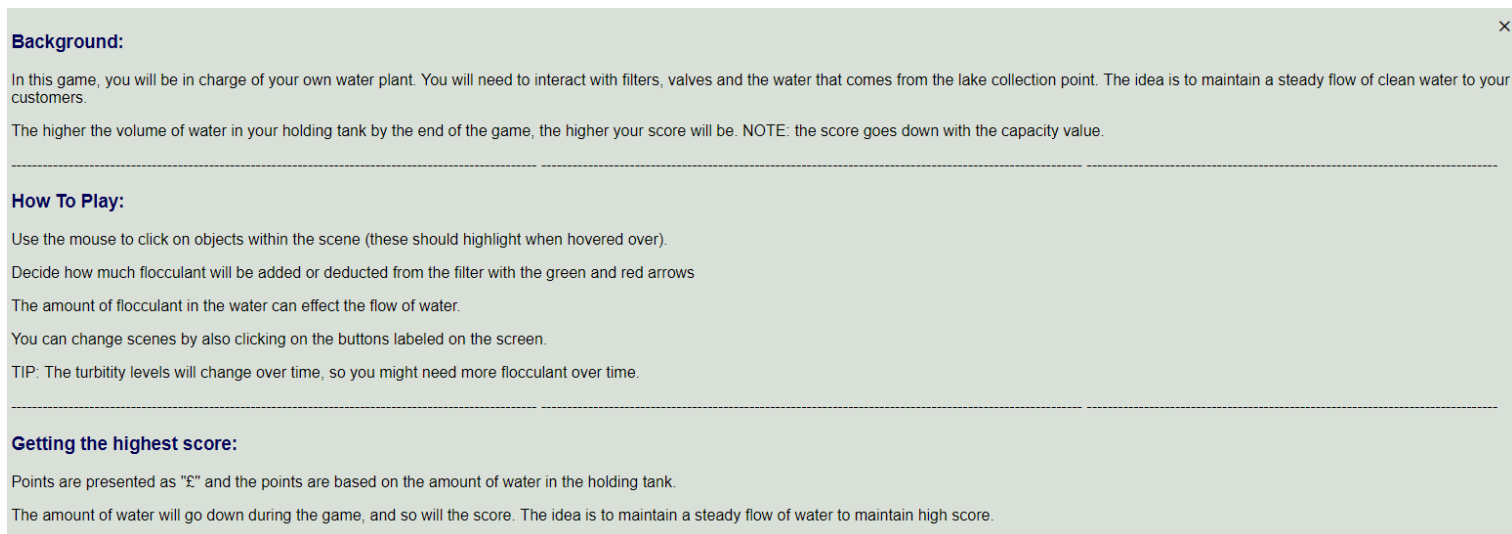 ×
Background:
In this game, you will be in charge of your own water plant. You will need to interact with filters, valves and the water that comes from the lake collection point. The idea is to maintain a steady flow of clean water to your
customers.
The higher the volume of water in your holding tank by the end of the game, the higher your score will be. NOTE: the score goes down with the capacity value.
How To Play:
Use the mouse to click on objects within the scene (these should highlight when hovered over).
Decide how much flocculant will be added or deducted from the filter with the green and red arrows
The amount of flocculant in the water can effect the flow of water.
You can change scenes by also clicking on the buttons labeled on the screen.
TIP: The turbitity levels will change over time, so you might need more flocculant over time.
Getting the highest score:
Points are presented as "£" and the points are based on the amount of water in the holding tank.
The amount of water will go down during the game, and so will the score. The idea is to maintain a steady flow of water to maintain high score.